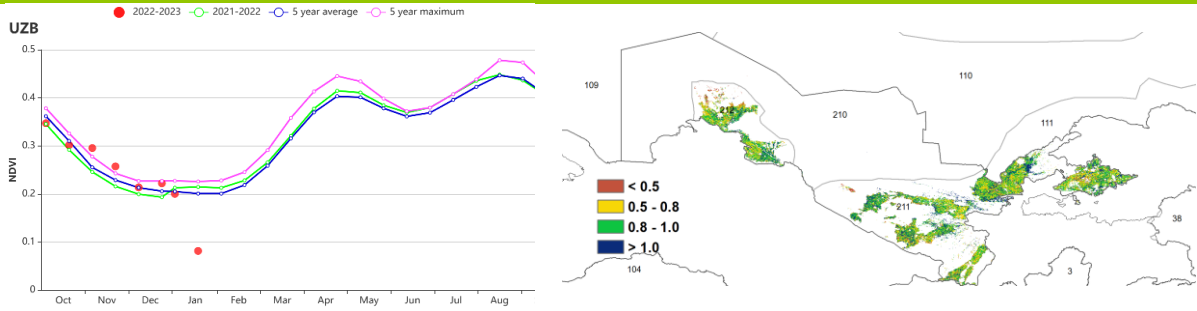 2022-2023 2021-2022 5 year average 5 year maximum
UZB
0.5
0.4
0.3
0.2
0.1
0
NDVI
Oct Nov Dec Jan Feb Mar Apr May Jun Jul Aug
109
110
210
111
212
211
38
3
104
< 0.5
0.5 - 0.8
0.8 - 1.0
> 1.0